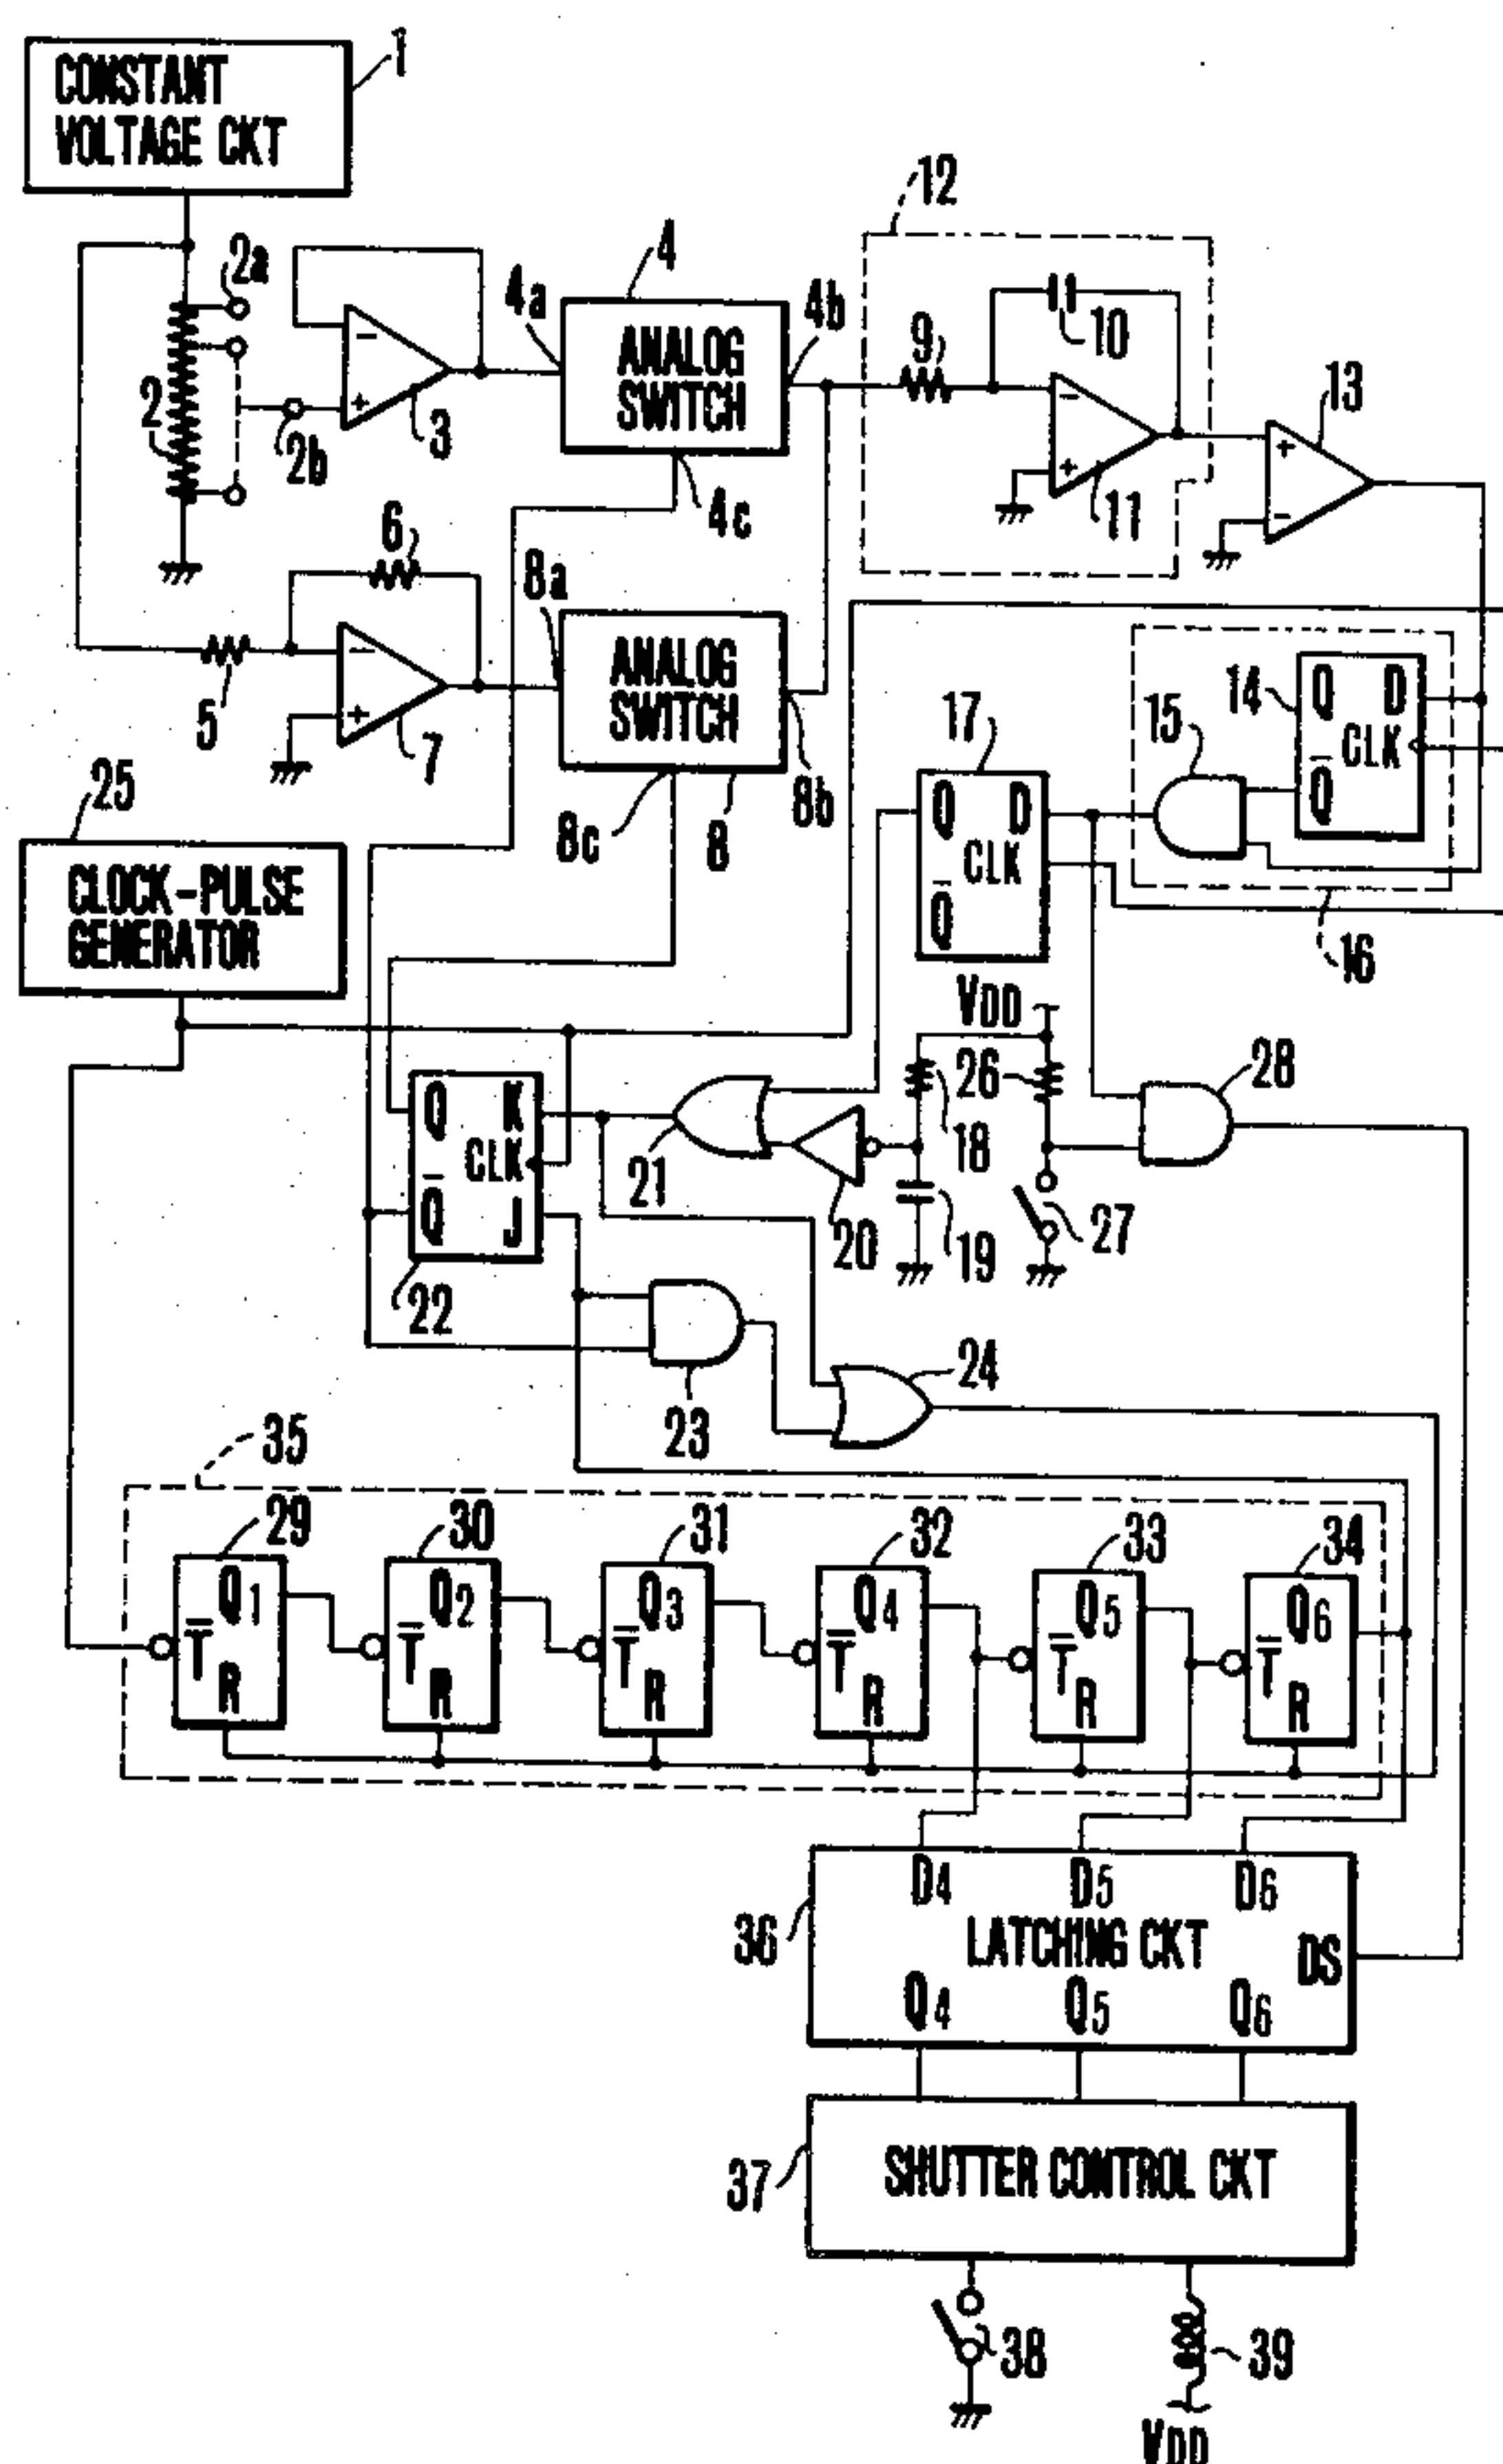 1
CONSTANT
VOLTAGE CKT
12
2a
4
4a
4b
ANALOG
SWITCH
9
10
13
2
2b
- + 3
- + 11
+ -
4c
6
8a
5
- + 7
ANALOG
SWITCH
8c
8
8b
17
15
14
Q D
CLK
Q̅
Q D
CLK
Q̅
16
25
CLOCK-PULSE
GENERATOR
VDD
26
28
Q K
CLK
Q̅ J
21
18
20
19
27
22
23
24
35
29
30
31
32
33
34
Q1
Q2
Q3
Q4
Q5
Q6
T̅
T̅
T̅
T̅
T̅
T̅
R
R
R
R
R
R
D4 D5 D6
36
LATCHING CKT
DS
Q4 Q5 Q6
37
SHUTTER CONTROL CKT
38
39
VDD